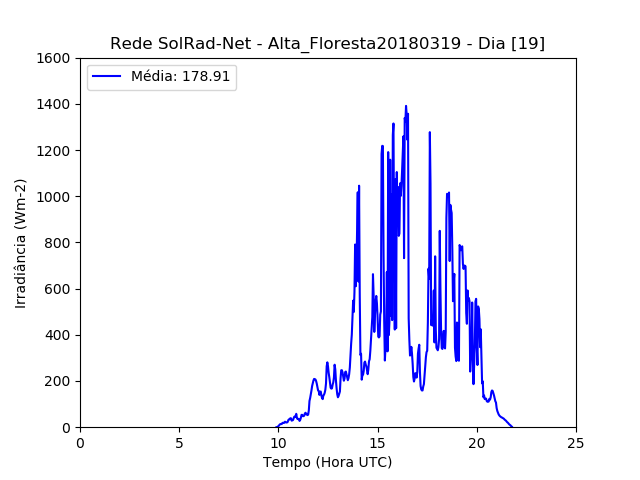 Rede SolRad-Net - Alta_Floresta20180319 - Dia [19]
Média: 178.91
Irradiância (Wm-2)
1600
1400
1200
1000
800
600
400
200
0
0 5 10 15 20 25
Tempo (Hora UTC)